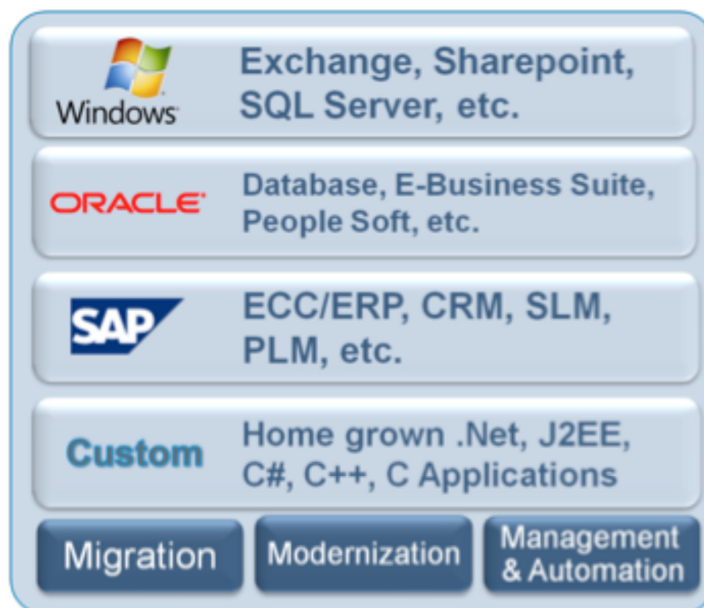 Windows
Exchange, Sharepoint,
SQL Server, etc.
ORACLE
Database, E-Business Suite,
People Soft, etc.
SAP
ECC/ERP, CRM, SLM,
PLM, etc.
Custom
Home grown .Net, J2EE,
C#, C++, C Applications
Migration
Modernization
Management
& Automation